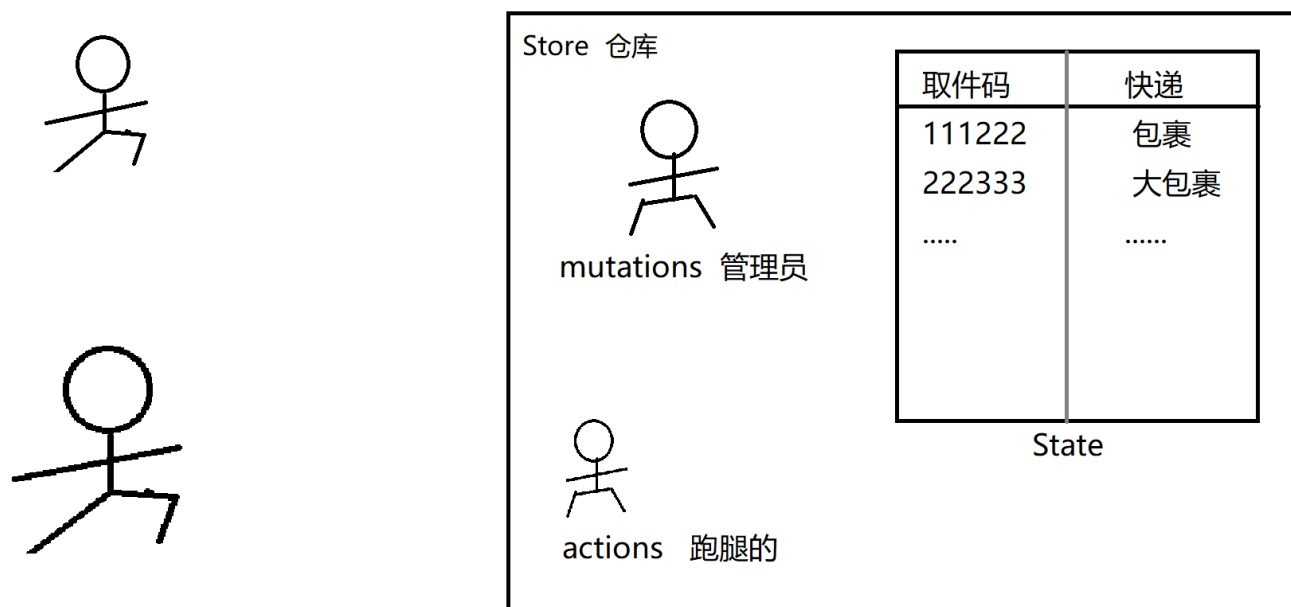 Store 仓库
取件码 快递
111222 包裹
222333 大包裹
..... ......
mutations 管理员
State
actions 跑腿的